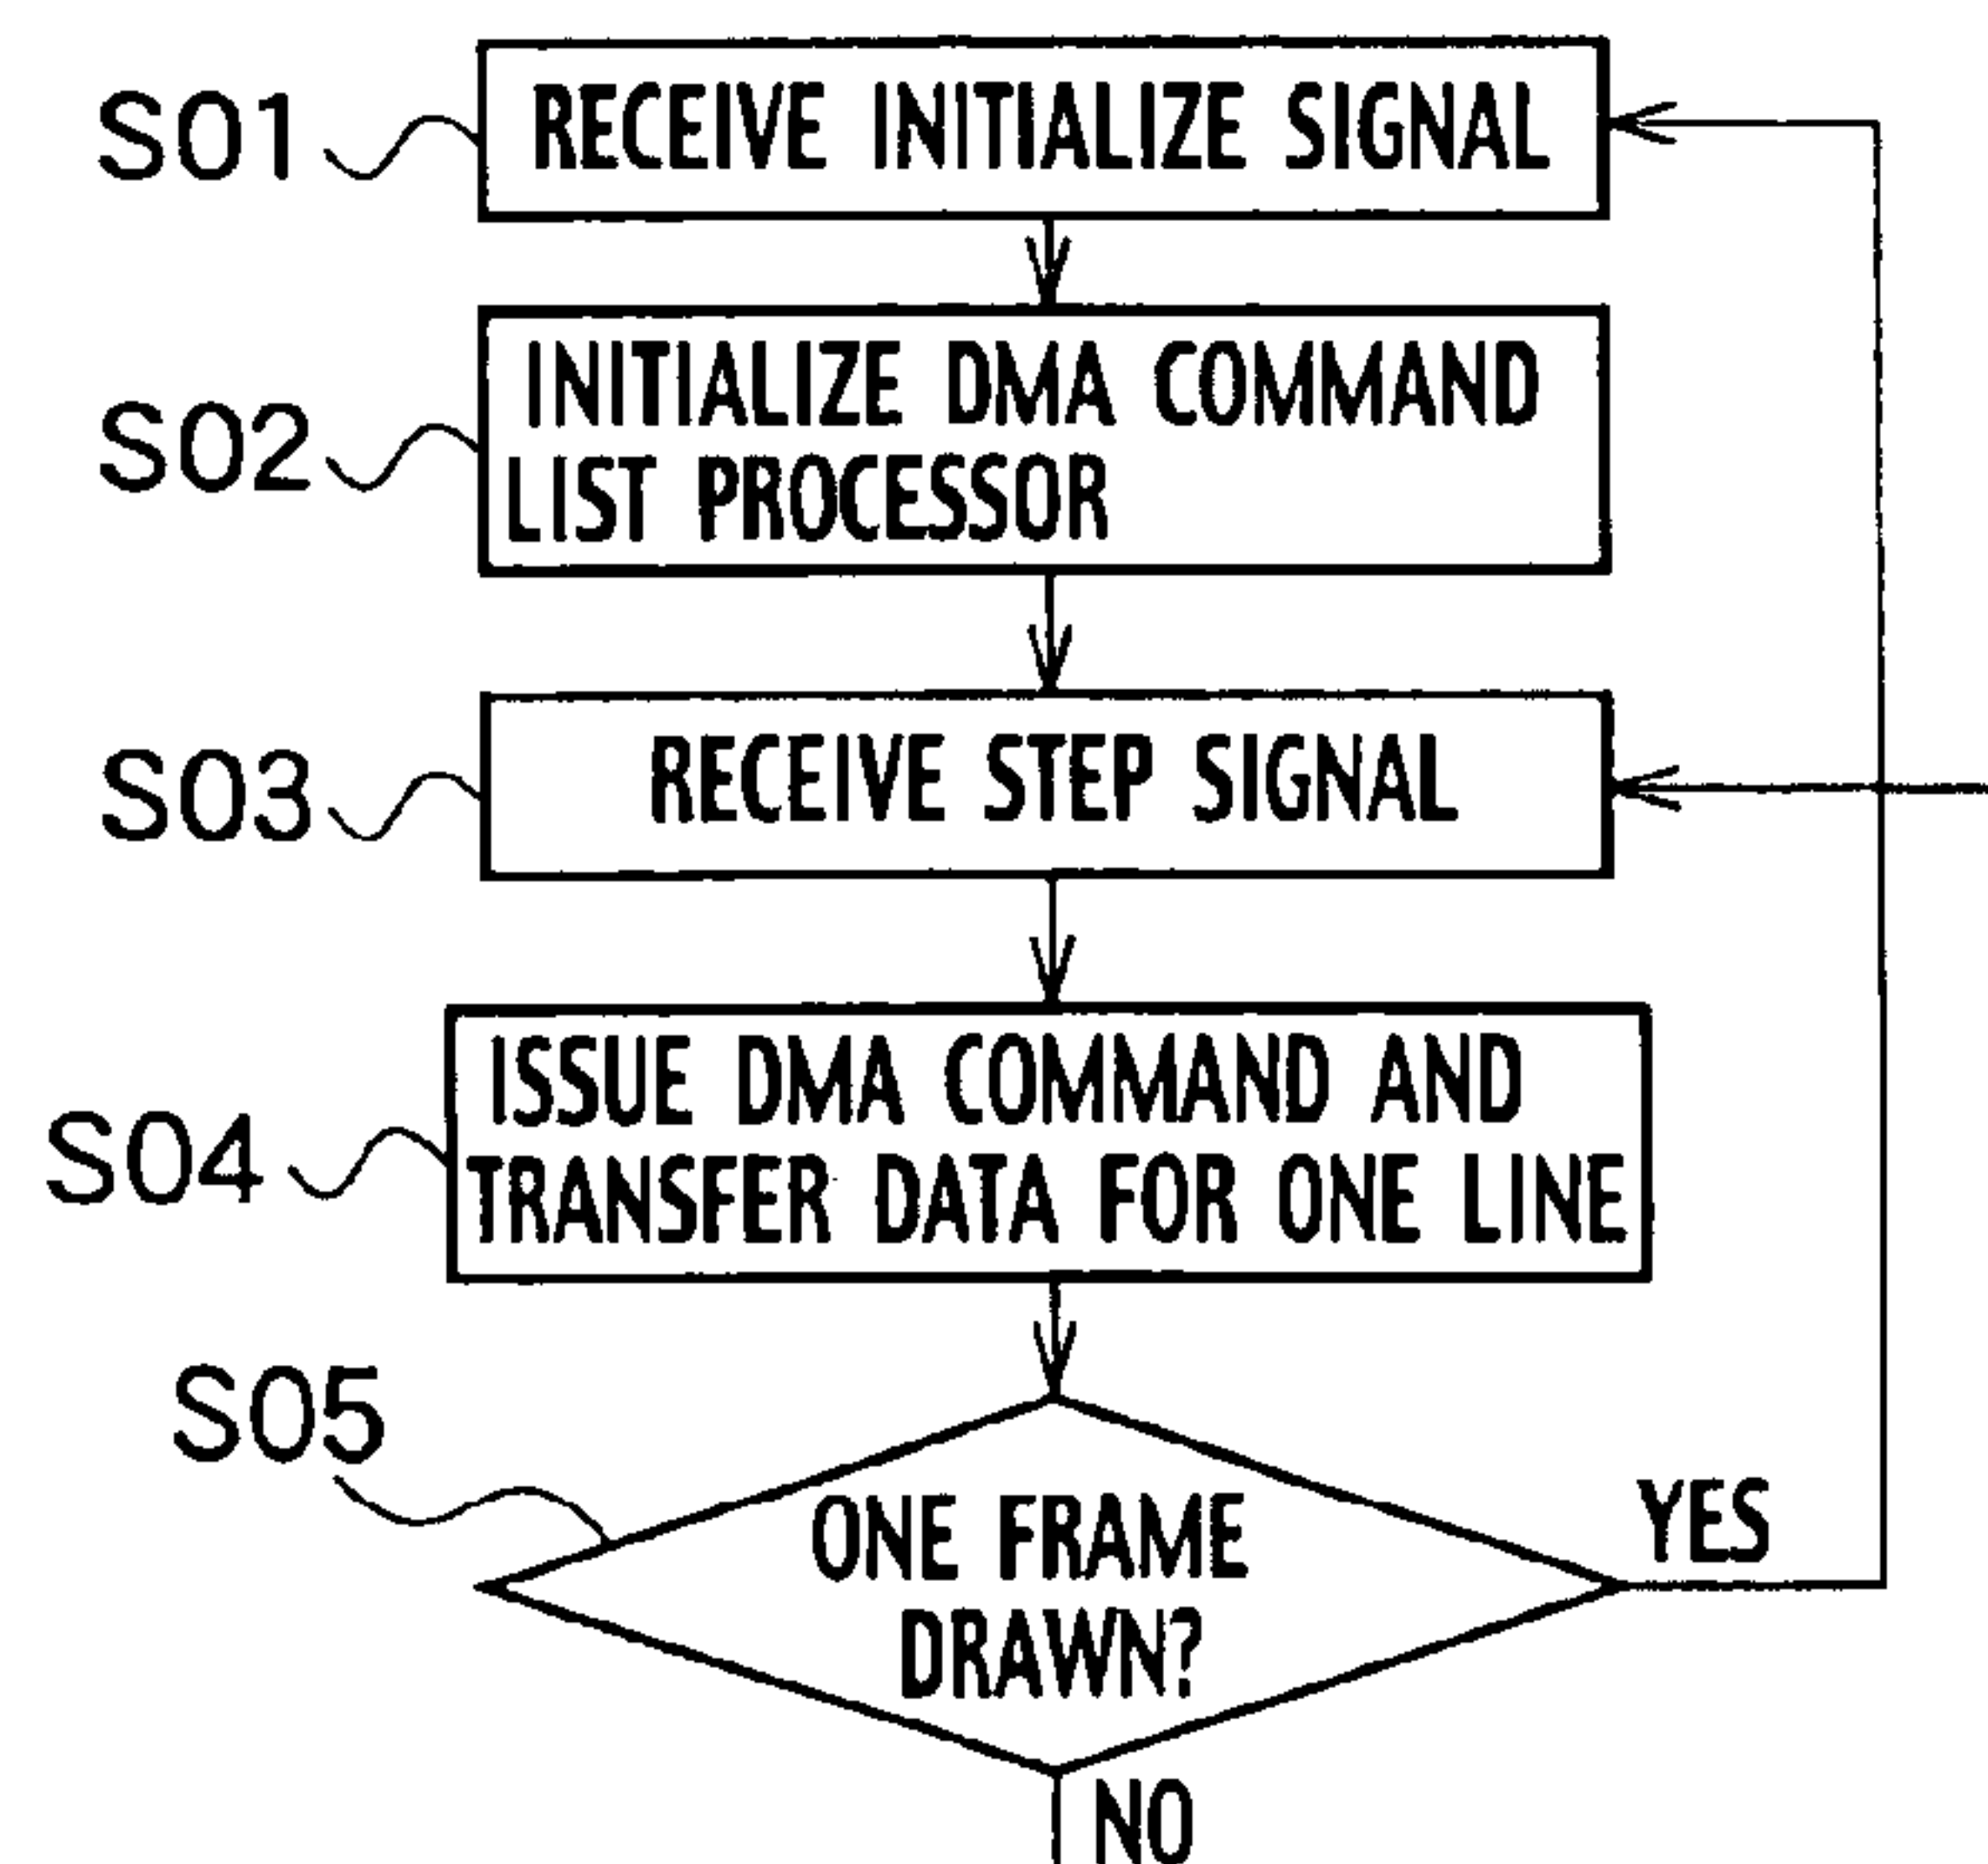 S01
RECEIVE INITIALIZE SIGNAL
S02
INITIALIZE DMA COMMAND
LIST PROCESSOR
S03
RECEIVE STEP SIGNAL
S04
ISSUE DMA COMMAND AND
TRANSFER DATA FOR ONE LINE
S05
ONE FRAME
DRAWN?
YES
NO